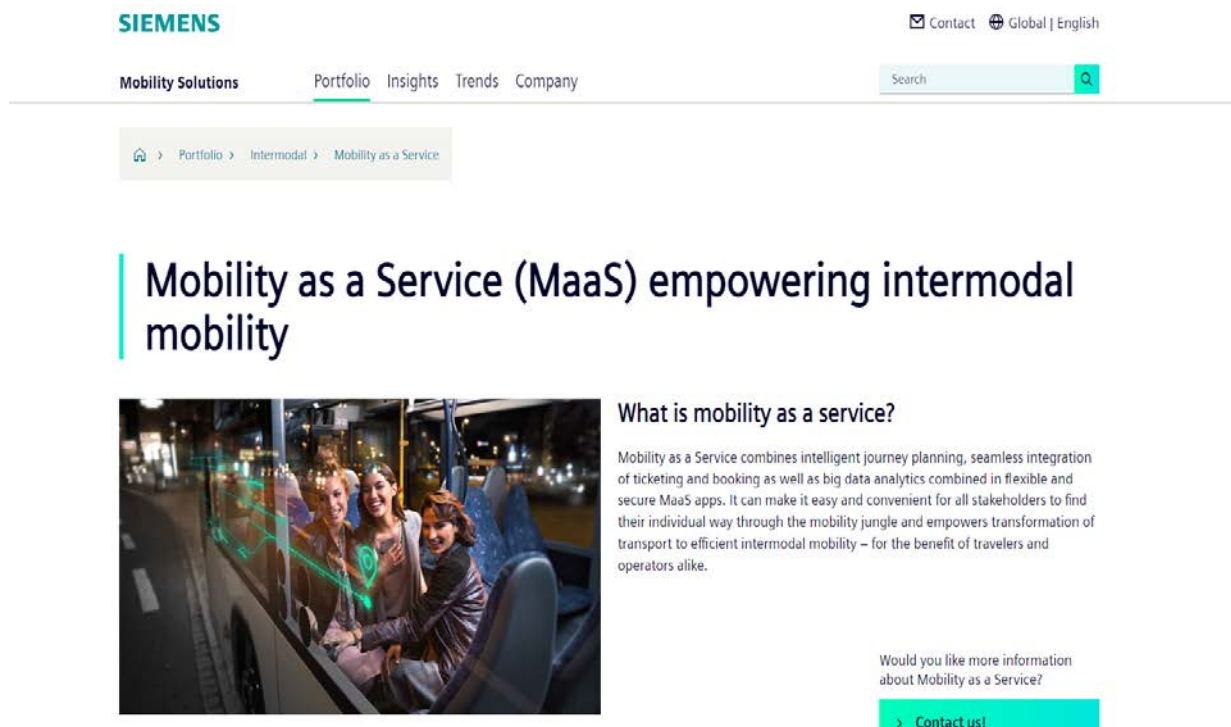 SIEMENS
Contact Global | English
Mobility Solutions Portfolio Insights Trends Company Search
> Portfolio > Intermodal > Mobility as a Service
Mobility as a Service (MaaS) empowering intermodal
mobility
What is mobility as a service?
Mobility as a Service combines intelligent journey planning, seamless integration
of ticketing and booking as well as big data analytics combined in flexible and
secure MaaS apps. It can make it easy and convenient for all stakeholders to find
their individual way through the mobility jungle and empowers transformation of
transport to efficient intermodal mobility – for the benefit of travelers and
operators alike.
Would you like more information
about Mobility as a Service?
> Contact us!